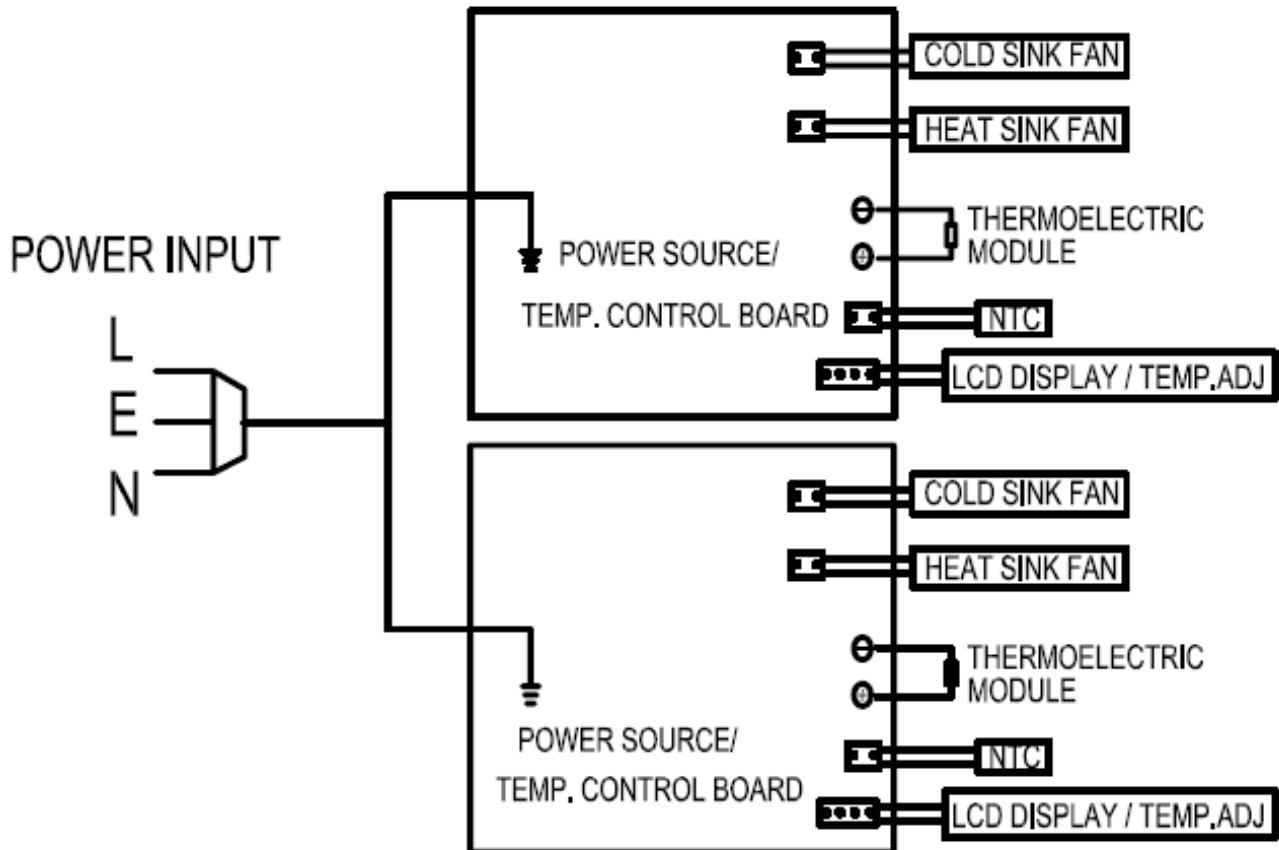 POWER INPUT
L
E
N
COLD SINK FAN
HEAT SINK FAN
THERMOELECTRIC
MODULE
POWER SOURCE/
TEMP. CONTROL BOARD
NTC
LCD DISPLAY / TEMP.ADJ
COLD SINK FAN
HEAT SINK FAN
THERMOELECTRIC
MODULE
POWER SOURCE/
TEMP. CONTROL BOARD
NTC
LCD DISPLAY / TEMP.ADJ